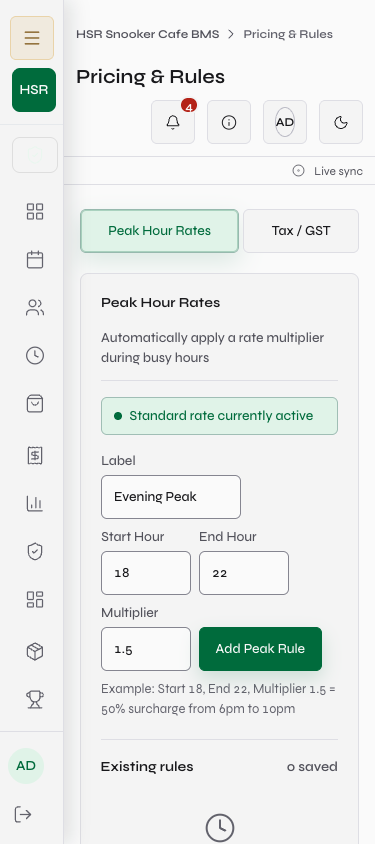 HSR Snooker Cafe BMS > Pricing & Rules
HSR
Pricing & Rules
4
AD
Live sync
Peak Hour Rates
Tax / GST
Peak Hour Rates
Automatically apply a rate multiplier
during busy hours
Standard rate currently active
Label
Evening Peak
Start Hour
End Hour
18
22
Multiplier
1.5
Add Peak Rule
Example: Start 18, End 22, Multiplier 1.5 =
50% surcharge from 6pm to 10pm
Existing rules
0 saved
AD